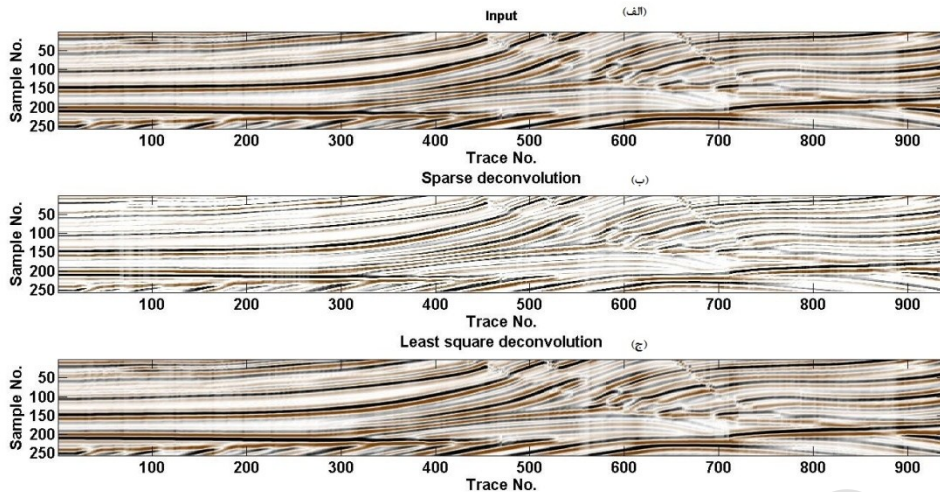 Input (الف)
Sample No.
50
100
150
200
250
100 200 300 400 500 600 700 800 900
Trace No.
Sparse deconvolution (ب)
Sample No.
50
100
150
200
250
100 200 300 400 500 600 700 800 900
Trace No.
Least square deconvolution (ج)
Sample No.
50
100
150
200
250
100 200 300 400 500 600 700 800 900
Trace No.